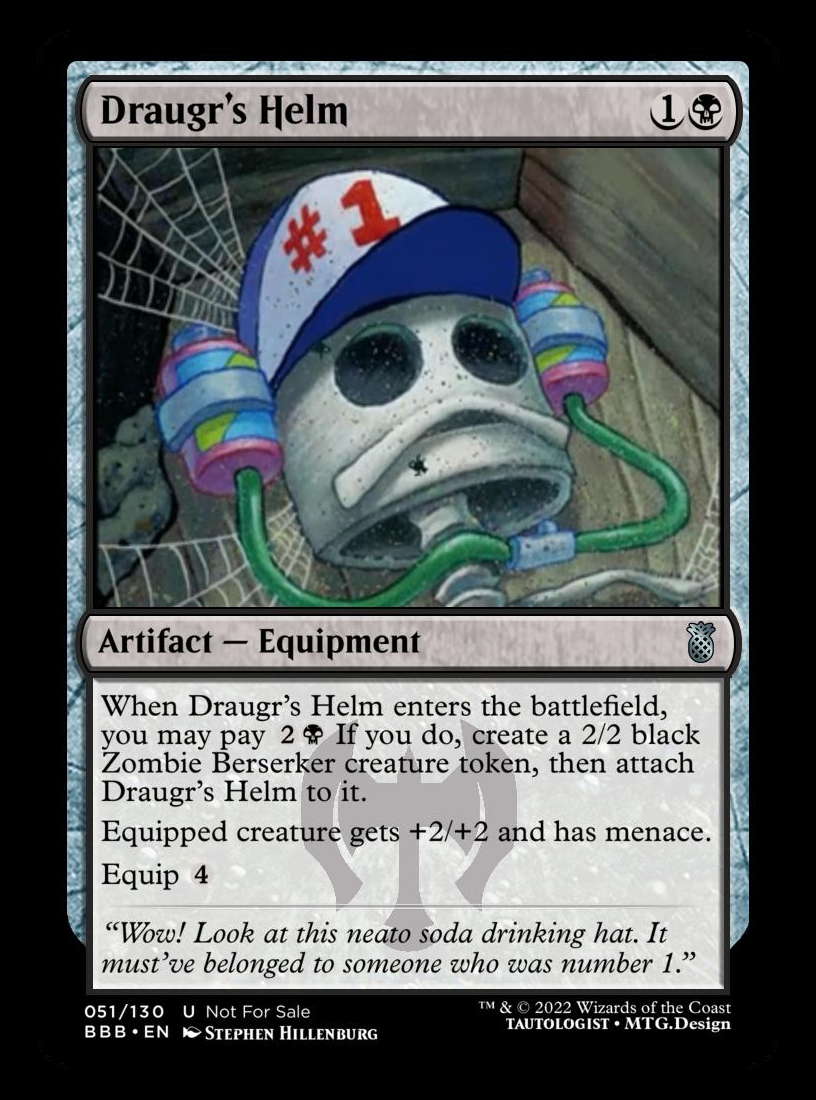 Draugr's Helm 1
#1
Artifact — Equipment
When Draugr's Helm enters the battlefield,
you may pay 2 If you do, create a 2/2 black
Zombie Berserker creature token, then attach
Draugr's Helm to it.
Equipped creature gets +2/+2 and has menace.
Equip 4
“Wow! Look at this neato soda drinking hat. It
must've belonged to someone who was number 1.”
051/130 U Not For Sale
™ & © 2022 Wizards of the Coast
BBB • EN STEPHEN HILLENBURG
TAUTOLOGIST • MTG.Design